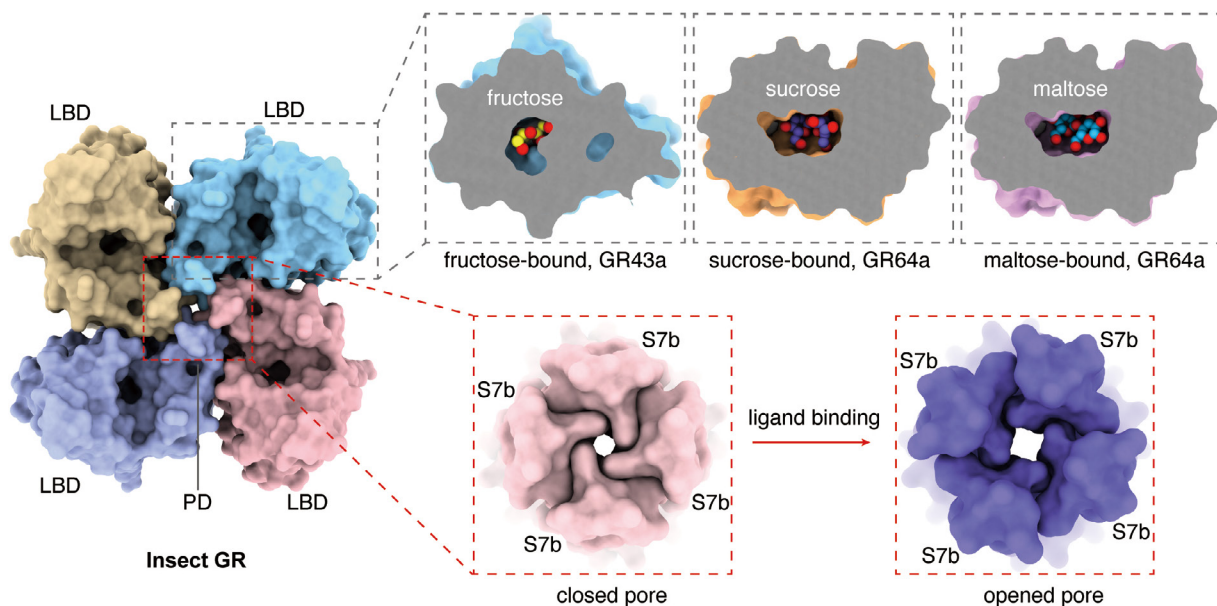 LBD
LBD
LBD
PD
LBD
Insect GR
fructose
sucrose
maltose
fructose-bound, GR43a
sucrose-bound, GR64a
maltose-bound, GR64a
S7b
S7b
S7b
S7b
closed pore
ligand binding
S7b
S7b
S7b
S7b
opened pore